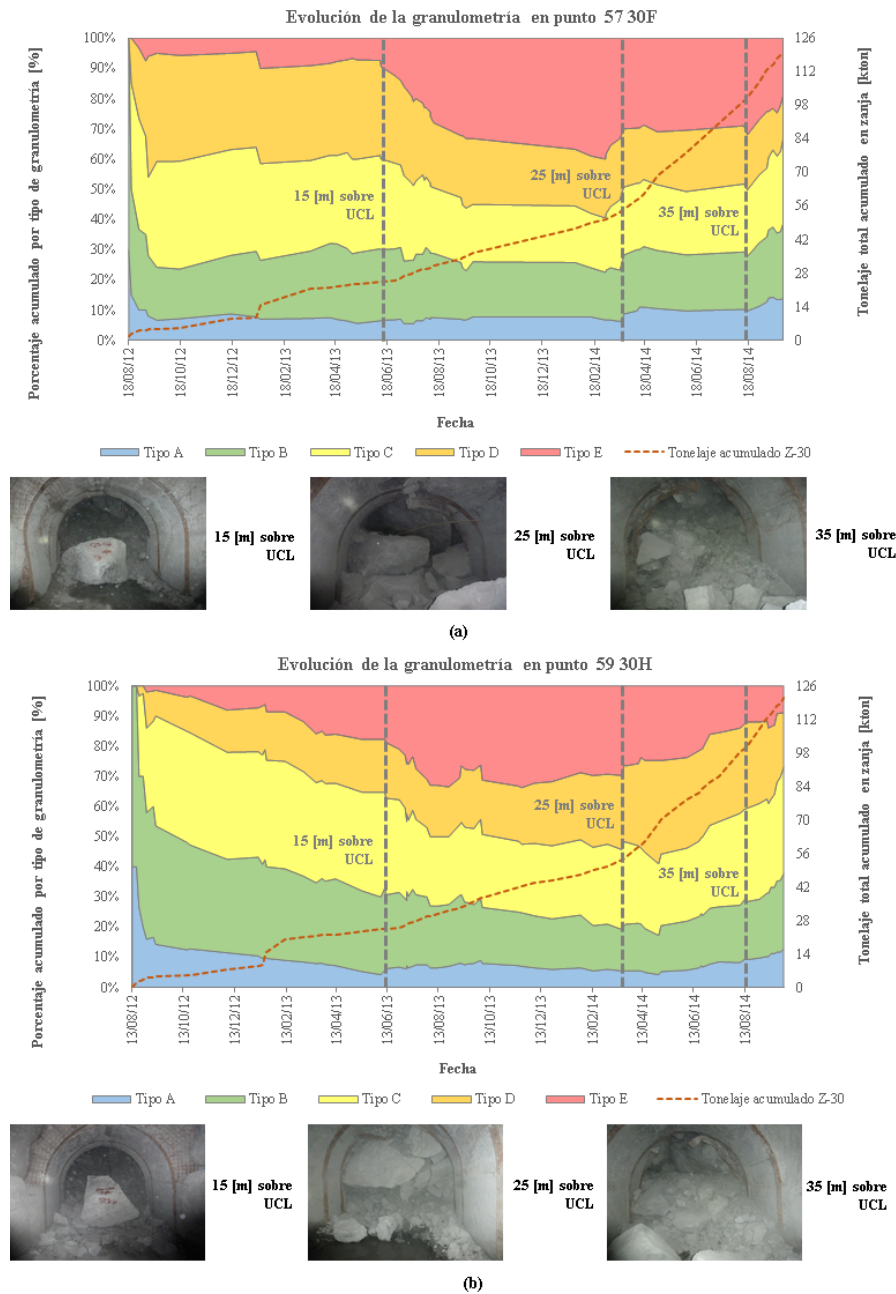 Evolución de la granulometría en punto 57 30F
Porcentaje acumulado por tipo de granulometría [%]
100%
90%
80%
70%
60%
50%
40%
30%
20%
10%
0%
15 [m] sobre
UCL
25 [m] sobre
UCL
35 [m] sobre
UCL
126
112
98
84
70
56
42
28
14
0
Tonelaje total acumulado en zanja [kton]
18/08/12
18/10/12
18/12/12
18/02/13
18/04/13
18/06/13
18/08/13
18/10/13
18/12/13
18/02/14
18/04/14
18/06/14
18/08/14
Fecha
Tipo A
Tipo B
Tipo C
Tipo D
Tipo E
Tonelaje acumulado Z-30
15 [m] sobre
UCL
25 [m] sobre
UCL
35 [m] sobre
UCL
(a)
Evolución de la granulometría en punto 59 30H
Porcentaje acumulado por tipo de granulometría [%]
100%
90%
80%
70%
60%
50%
40%
30%
20%
10%
0%
15 [m] sobre
UCL
25 [m] sobre
UCL
35 [m] sobre
UCL
126
112
98
84
70
56
42
28
14
0
Tonelaje total acumulado en zanja [kton]
13/08/12
13/10/12
13/12/12
13/02/13
13/04/13
13/06/13
13/08/13
13/10/13
13/12/13
13/02/14
13/04/14
13/06/14
13/08/14
Fecha
Tipo A
Tipo B
Tipo C
Tipo D
Tipo E
Tonelaje acumulado Z-30
15 [m] sobre
UCL
25 [m] sobre
UCL
35 [m] sobre
UCL
(b)